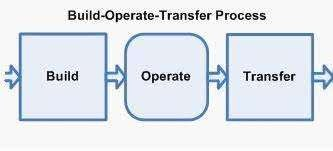 Build-Operate-Transfer Process
Build
Operate
Transfer